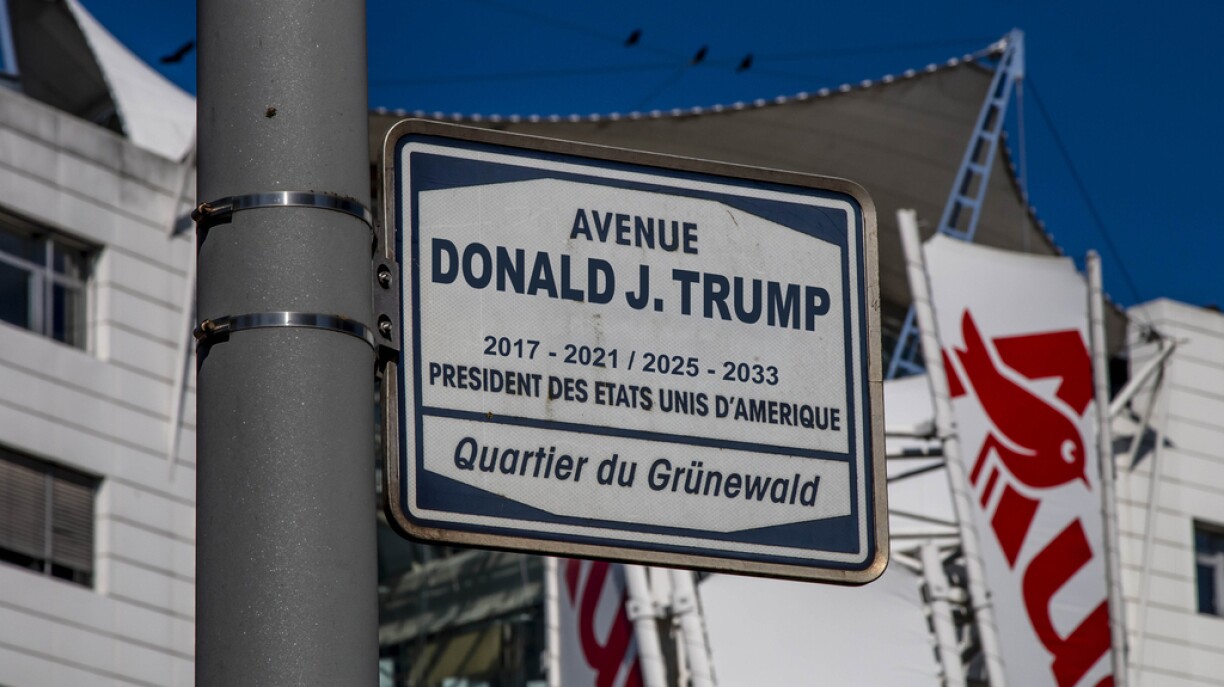 AVENUE
DONALD J. TRUMP
2017 - 2021 / 2025 - 2033
PRESIDENT DES ETATS UNIS D'AMERIQUE
Quartier du Grünewald